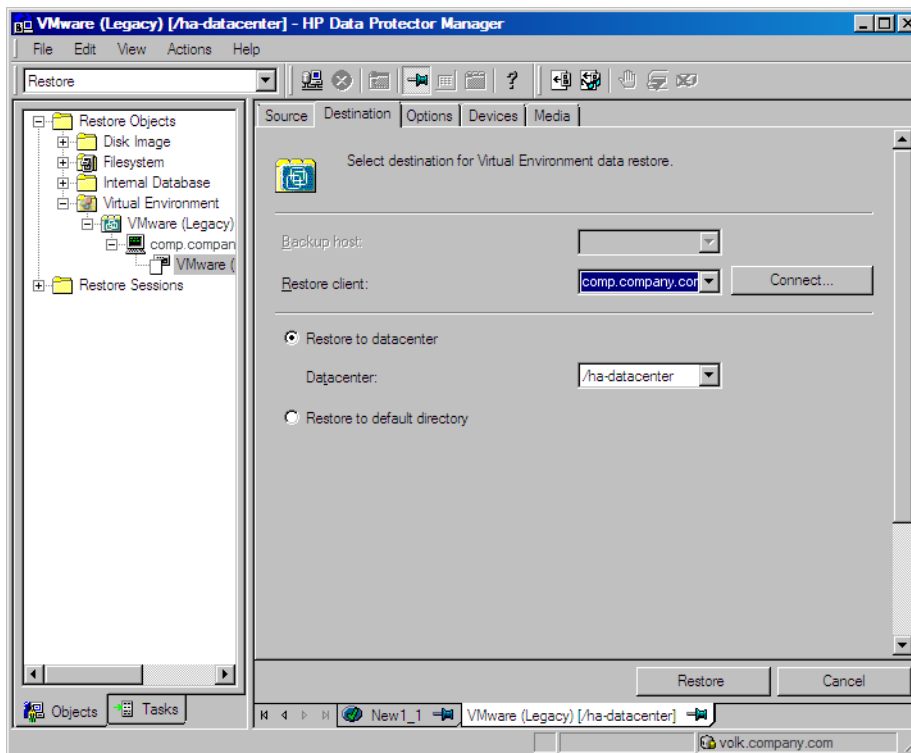 VMware (Legacy) [/ha-datacenter] - HP Data Protector Manager
File Edit View Actions Help
Restore
Restore Objects
Disk Image
Filesystem
Internal Database
Virtual Environment
VMware (Legacy)
comp.compan
VMware (
Restore Sessions
Objects Tasks
Source Destination Options Devices Media
Select destination for Virtual Environment data restore.
Backup host:
Restore client: comp.company.cor Connect...
Restore to datacenter
Datacenter: /ha-datacenter
Restore to default directory
Restore Cancel
New1_1 VMware (Legacy) [/ha-datacenter]
volk.company.com